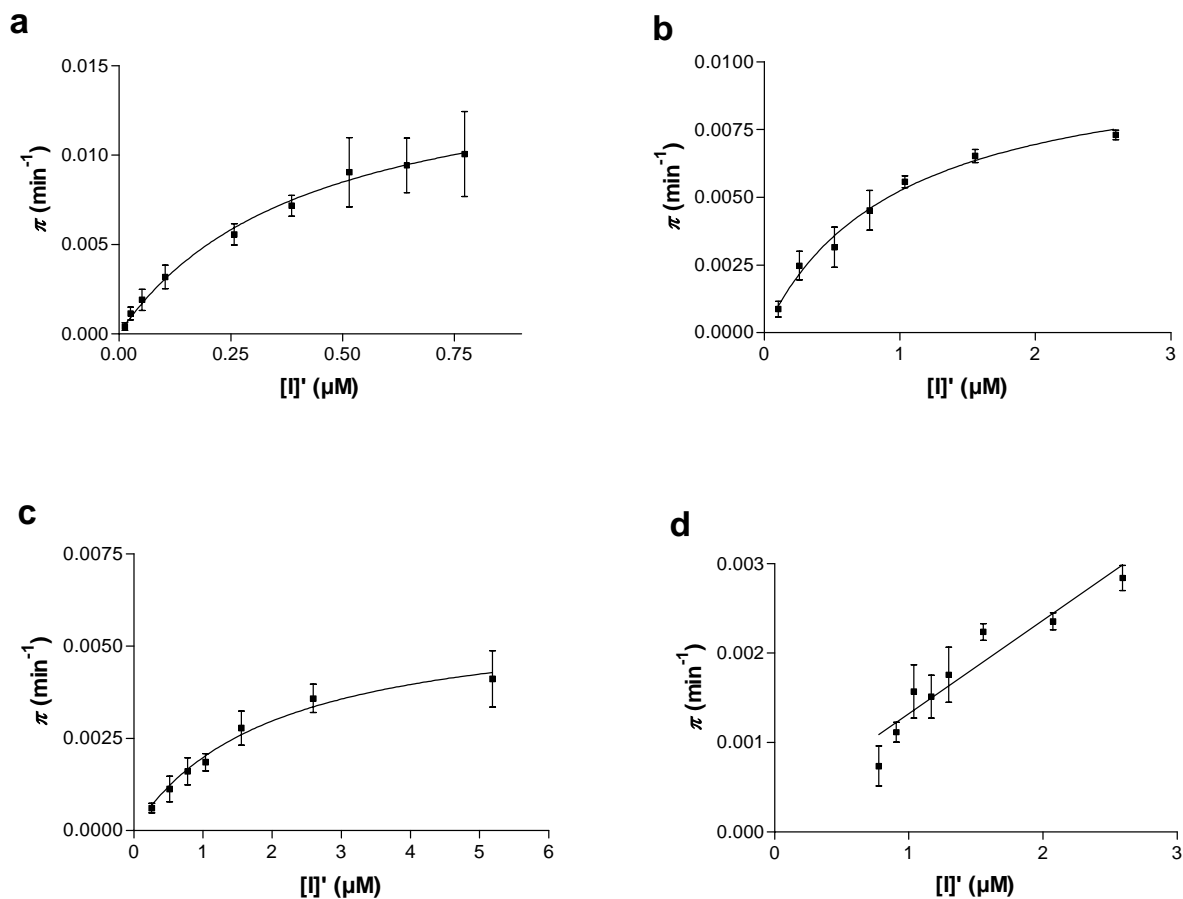 a
0.015
0.010
0.005
0.000
π (min⁻¹)
0.00 0.25 0.50 0.75
[I]' (µM)
b
0.0100
0.0075
0.0050
0.0025
0.0000
π (min⁻¹)
0 1 2 3
[I]' (µM)
c
0.0075
0.0050
0.0025
0.0000
π (min⁻¹)
0 1 2 3 4 5 6
[I]' (µM)
d
0.003
0.002
0.001
0.000
π (min⁻¹)
0 1 2 3
[I]' (µM)